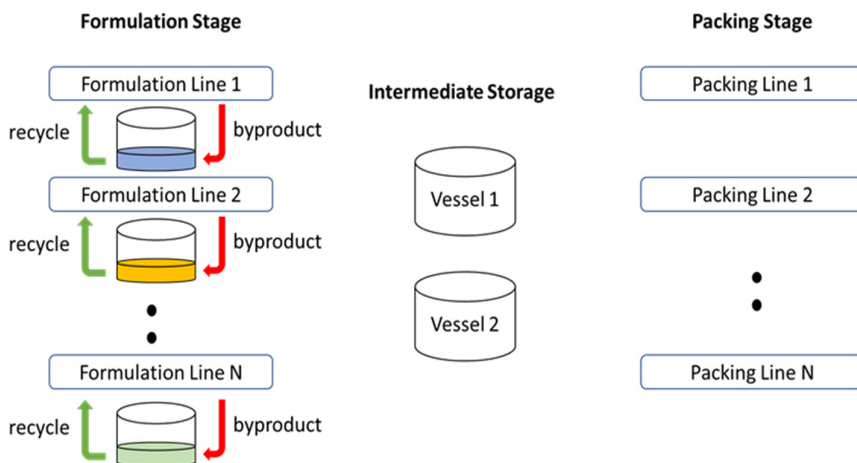 Formulation Stage
Packing Stage
Formulation Line 1
Packing Line 1
Intermediate Storage
recycle
byproduct
Formulation Line 2
Vessel 1
Packing Line 2
recycle
byproduct
Vessel 2
Formulation Line N
Packing Line N
recycle
byproduct